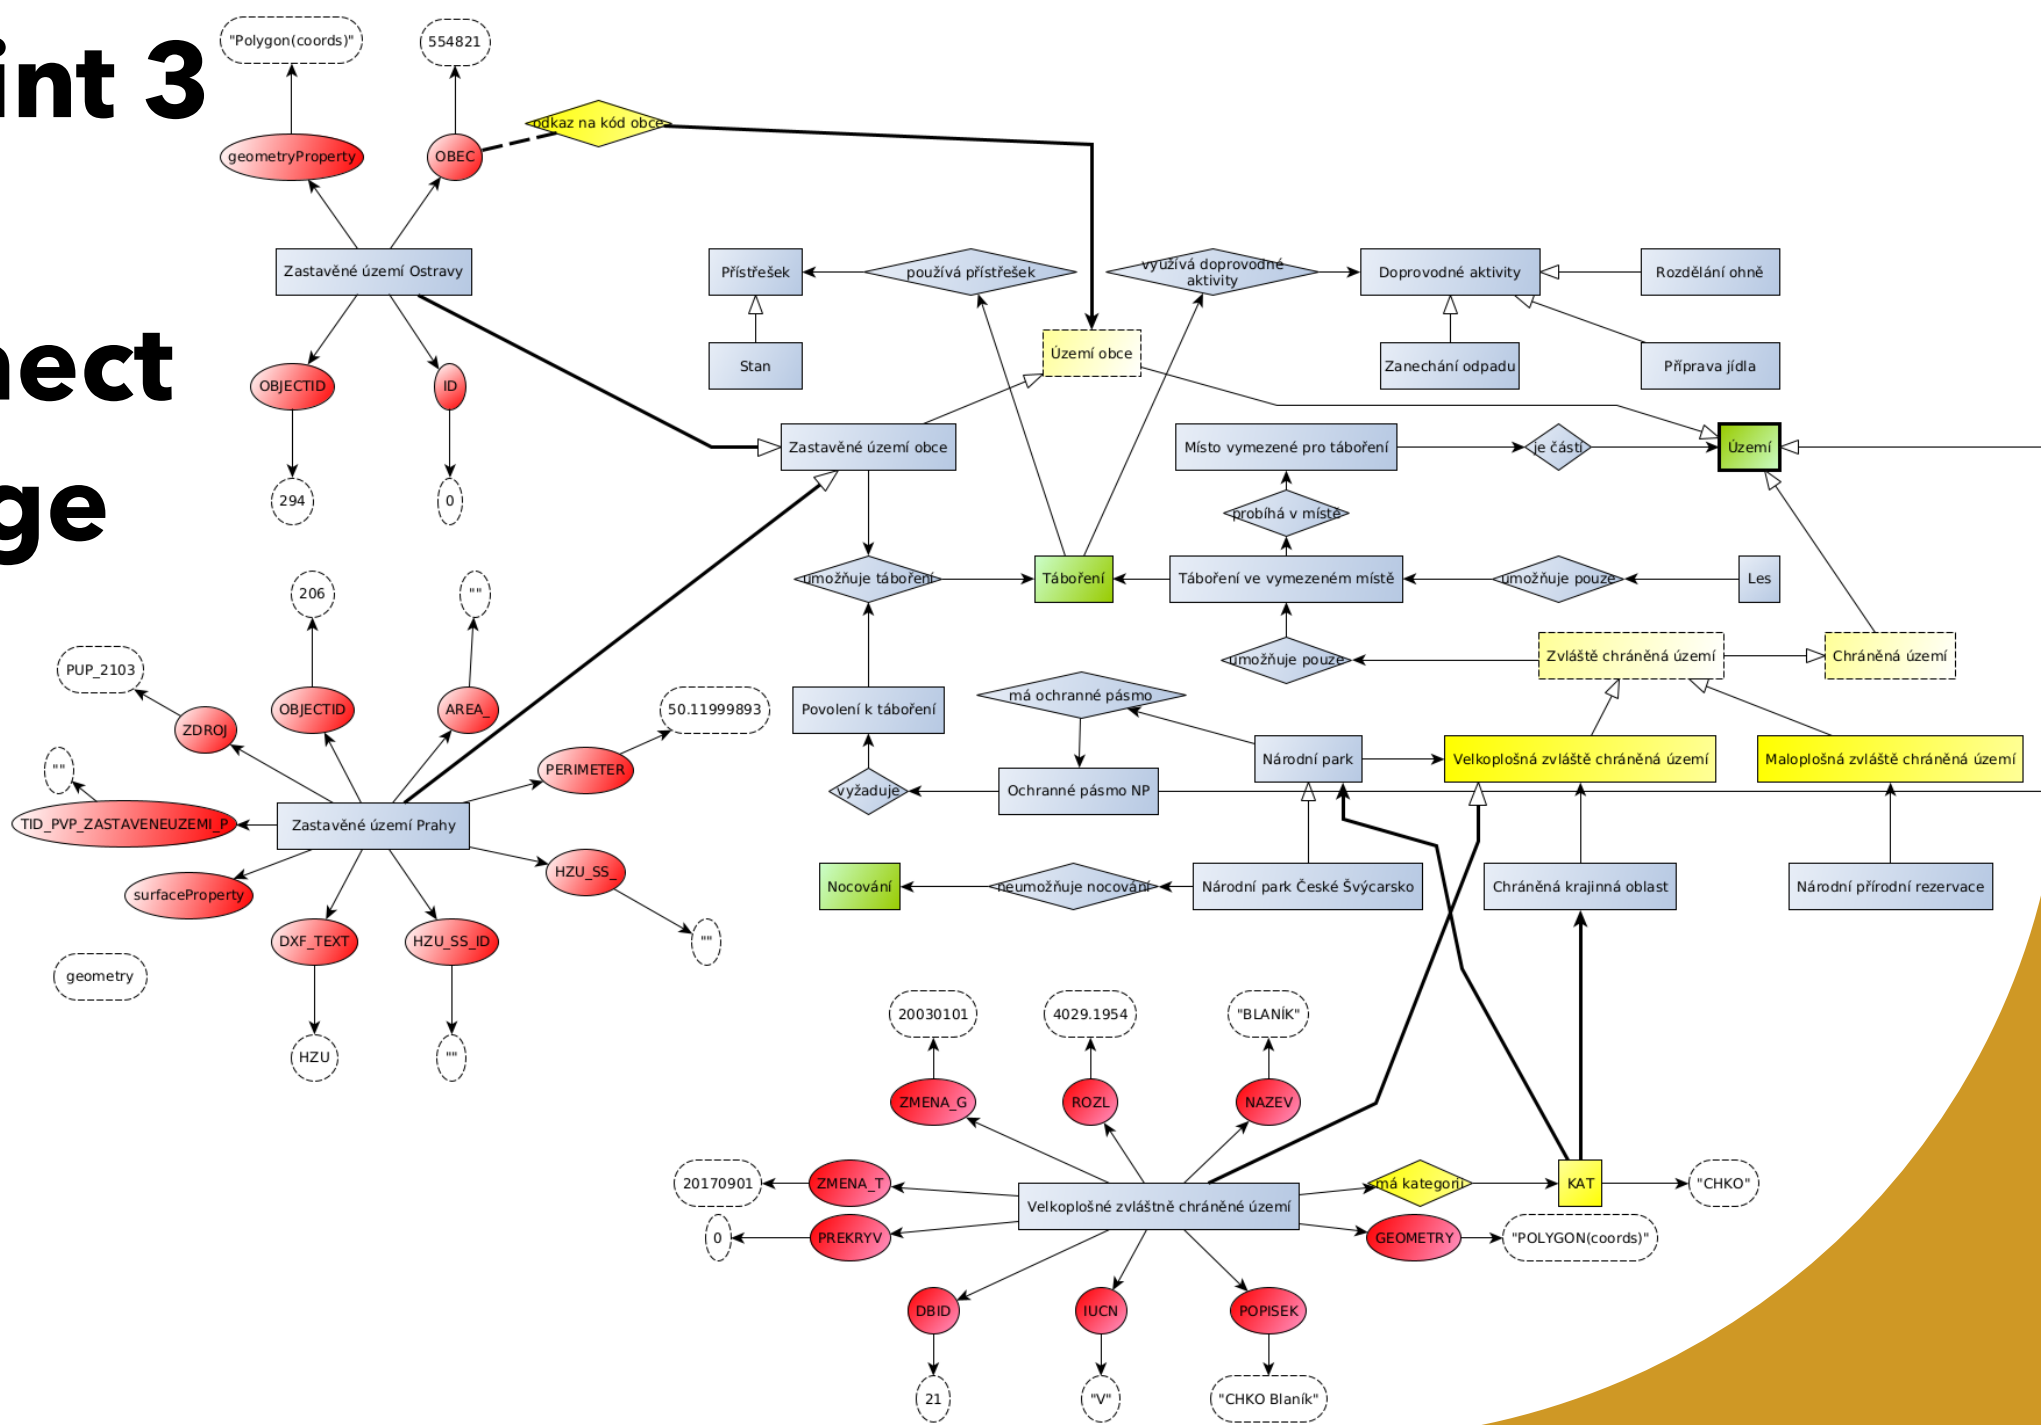 int 3
nect
ge
"Polygon(coords)"
554821
odkaz na kód obce
geometryProperty
OBEC
Zastavěné území Ostravy
OBJECTID
ID
294
0
Přístřešek
používá přístřešek
využívá doprovodné
aktivity
Doprovodné aktivity
Rozdělání ohně
Stan
Území obce
Zanechání odpadu
Příprava jídla
Zastavěné území obce
Místo vymezené pro táboření
je částí
Území
probíhá v místě
umožňuje táboření
Táboření
Táboření ve vymezeném místě
umožňuje pouze
Les
umožňuje pouze
Zvláště chráněná území
Chráněná území
206
""
PUP_2103
ZDROJ
OBJECTID
AREA_
50.11999893
PERIMETER
""
TID_PVP_ZASTAVENEUZEMI_P
Zastavěné území Prahy
HZU_SS_
surfaceProperty
DXF_TEXT
HZU_SS_ID
""
geometry
HZU
""
Povolení k táboření
má ochranné pásmo
Národní park
Velkoplošná zvláště chráněná území
Maloplošná zvláště chráněná území
vyžaduje
Ochranné pásmo NP
Nocování
neumožňuje nocování
Národní park České Švýcarsko
Chráněná krajinná oblast
Národní přírodní rezervace
20030101
4029.1954
"BLANÍK"
ZMENA_G
ROZL
NAZEV
20170901
ZMENA_T
Velkoplošné zvláštně chráněné území
má kategorii
KAT
"CHKO"
0
PREKRYV
GEOMETRY
"POLYGON(coords)"
DBID
IUCN
POPISEK
21
"V"
"CHKO Blaník"